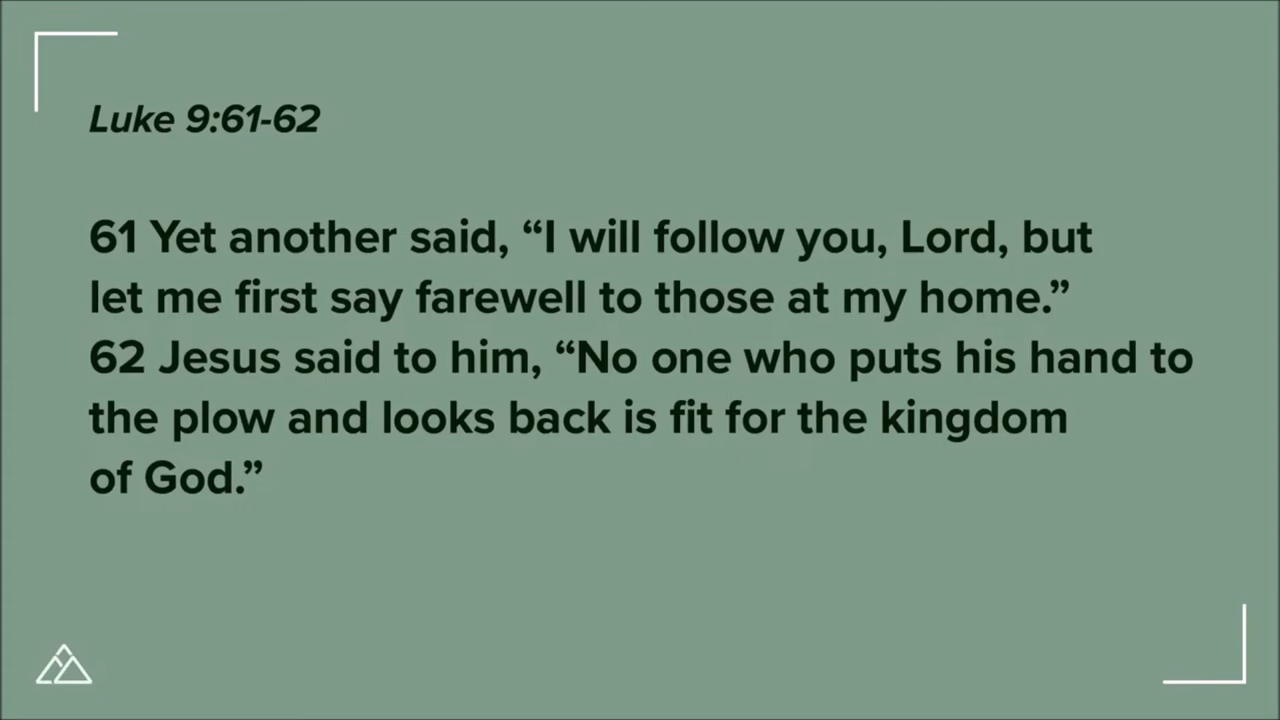 Luke 9:61-62
61 Yet another said, “I will follow you, Lord, but
let me first say farewell to those at my home.”
62 Jesus said to him, “No one who puts his hand to
the plow and looks back is fit for the kingdom
of God.”